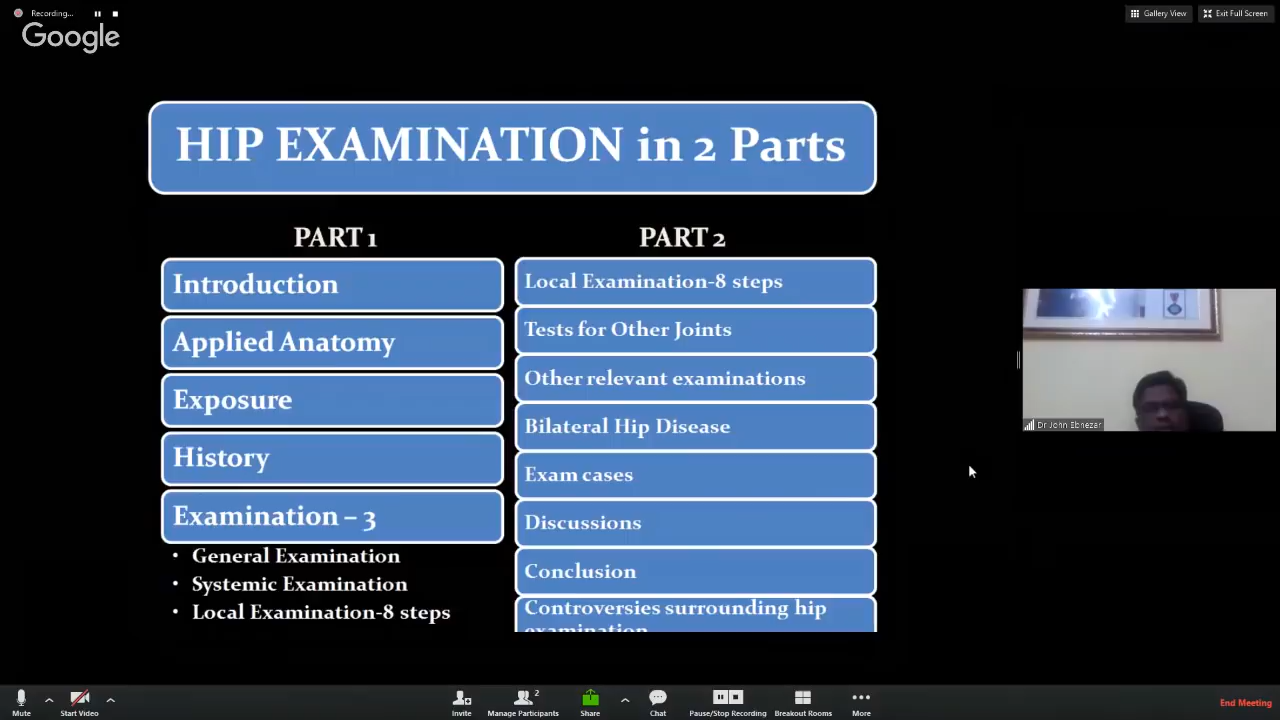 Recording...
Google
Gallery View
Exit Full Screen
HIP EXAMINATION in 2 Parts
PART 1
Introduction
Applied Anatomy
Exposure
History
Examination – 3
• General Examination
• Systemic Examination
• Local Examination-8 steps
PART 2
Local Examination-8 steps
Tests for Other Joints
Other relevant examinations
Bilateral Hip Disease
Exam cases
Discussions
Conclusion
Controversies surrounding hip
examination
Dr John Ebnezar
Mute
Start Video
Invite
2
Manage Participants
Share
Chat
Pause/Stop Recording
Breakout Rooms
More
End Meeting